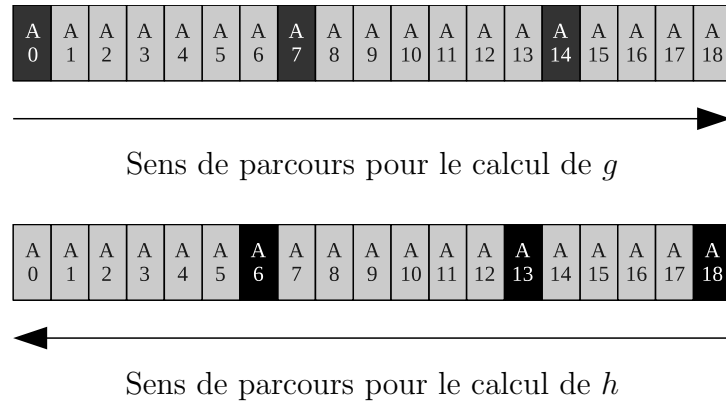 A A A A A A A A A A A A A A A A A A A
0 1 2 3 4 5 6 7 8 9 10 11 12 13 14 15 16 17 18
Sens de parcours pour le calcul de g
A A A A A A A A A A A A A A A A A A A
0 1 2 3 4 5 6 7 8 9 10 11 12 13 14 15 16 17 18
Sens de parcours pour le calcul de h